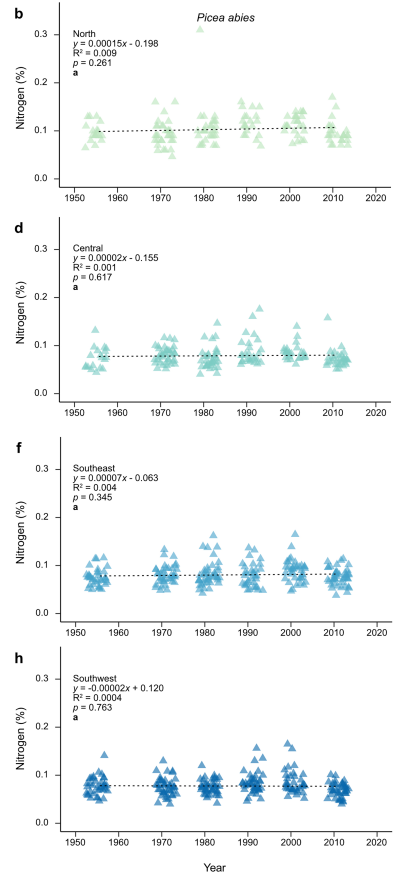 b
Picea abies
North
y = 0.00015x - 0.198
R² = 0.009
p = 0.261
a
Nitrogen (%)
0.3
0.2
0.1
0.0
1950 1960 1970 1980 1990 2000 2010 2020
d
Central
y = 0.00002x - 0.155
R² = 0.001
p = 0.617
a
Nitrogen (%)
0.3
0.2
0.1
0.0
1950 1960 1970 1980 1990 2000 2010 2020
f
Southeast
y = 0.00007x - 0.063
R² = 0.004
p = 0.345
a
Nitrogen (%)
0.3
0.2
0.1
0.0
1950 1960 1970 1980 1990 2000 2010 2020
h
Southwest
y = -0.00002x + 0.120
R² = 0.0004
p = 0.763
a
Nitrogen (%)
0.3
0.2
0.1
0.0
1950 1960 1970 1980 1990 2000 2010 2020
Year